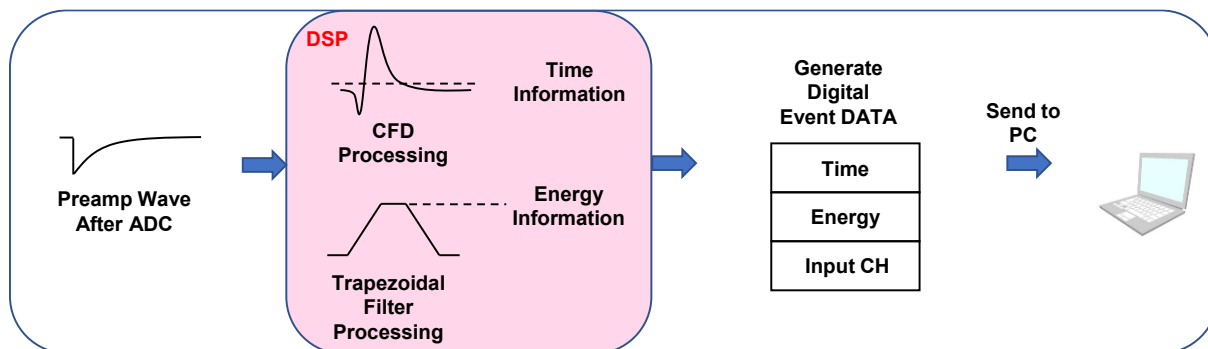 Preamp Wave
After ADC
DSP
CFD
Processing
Time
Information
Trapezoidal
Filter
Processing
Energy
Information
Generate
Digital
Event DATA
Time
Energy
Input CH
Send to
PC